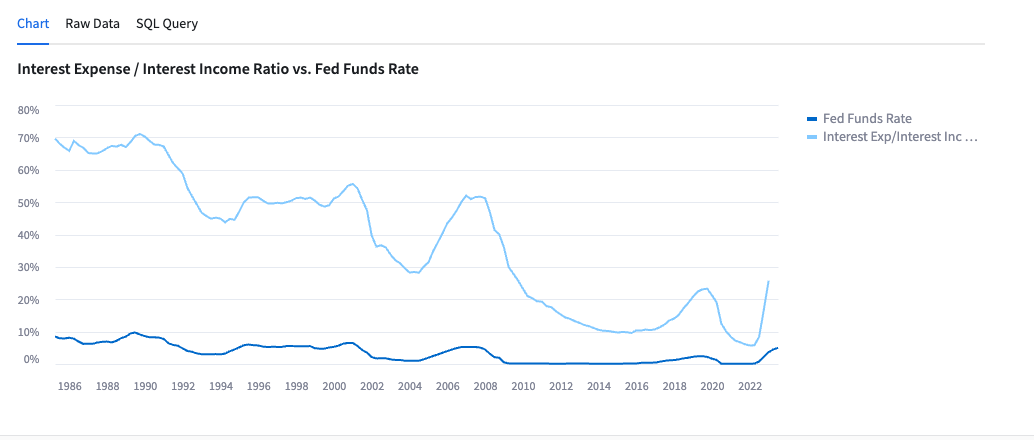 Chart Raw Data SQL Query
Interest Expense / Interest Income Ratio vs. Fed Funds Rate
80%
70%
60%
50%
40%
30%
20%
10%
0%
1986 1988 1990 1992 1994 1996 1998 2000 2002 2004 2006 2008 2010 2012 2014 2016 2018 2020 2022
Fed Funds Rate
Interest Exp/Interest Inc ...